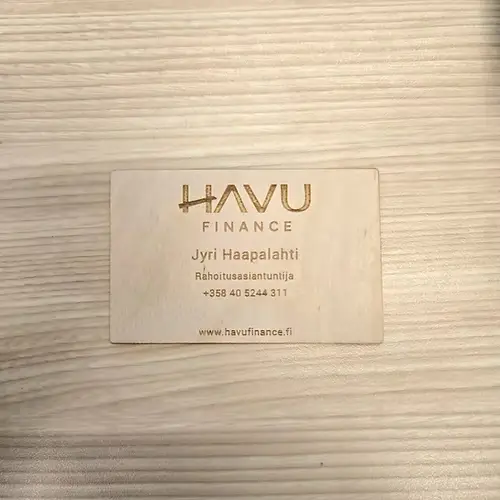 HAVU
FINANCE
Jyri Haapalahti
Rahoitusasiantuntija
+358 40 5244 311
www.havufinance.fi